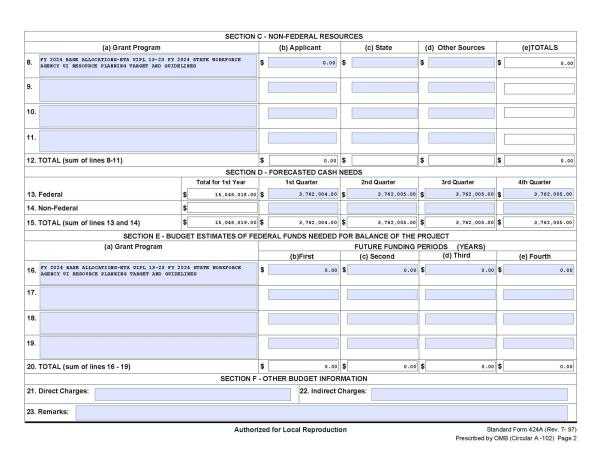 SECTION C - NON-FEDERAL RESOURCES
(a) Grant Program (b) Applicant (c) State (d) Other Sources (e)TOTALS
8. FY 2024 BASE ALLOCATIONS-ETA UIPL 13-23 FY 2024 STATE WORKFORCE $ 0.00 $ $ $ 0.00
AGENCY UI RESOURCE PLANNING TARGET AND GUIDELINES
9.
10.
11.
12. TOTAL (sum of lines 8-11) $ 0.00 $ $ $ 0.00
SECTION D - FORECASTED CASH NEEDS
Total for 1st Year 1st Quarter 2nd Quarter 3rd Quarter 4th Quarter
13. Federal $ 15,048,019.00 $ 3,762,004.00 $ 3,762,005.00 $ 3,762,005.00 $ 3,762,005.00
14. Non-Federal $
15. TOTAL (sum of lines 13 and 14) $ 15,048,019.00 $ 3,762,004.00 $ 3,762,005.00 $ 3,762,005.00 $ 3,762,005.00
SECTION E - BUDGET ESTIMATES OF FEDERAL FUNDS NEEDED FOR BALANCE OF THE PROJECT
(a) Grant Program FUTURE FUNDING PERIODS (YEARS)
(b)First (c) Second (d) Third (e) Fourth
16. FY 2024 BASE ALLOCATIONS-ETA UIPL 13-23 FY 2024 STATE WORKFORCE $ 0.00 $ 0.00 $ 0.00 $ 0.00
AGENCY UI RESOURCE PLANNING TARGET AND GUIDELINES
17.
18.
19.
20. TOTAL (sum of lines 16 - 19) $ 0.00 $ 0.00 $ 0.00 $ 0.00
SECTION F - OTHER BUDGET INFORMATION
21. Direct Charges: 22. Indirect Charges:
23. Remarks:
Authorized for Local Reproduction Standard Form 424A (Rev. 7- 97)
Prescribed by OMB (Circular A -102) Page 2